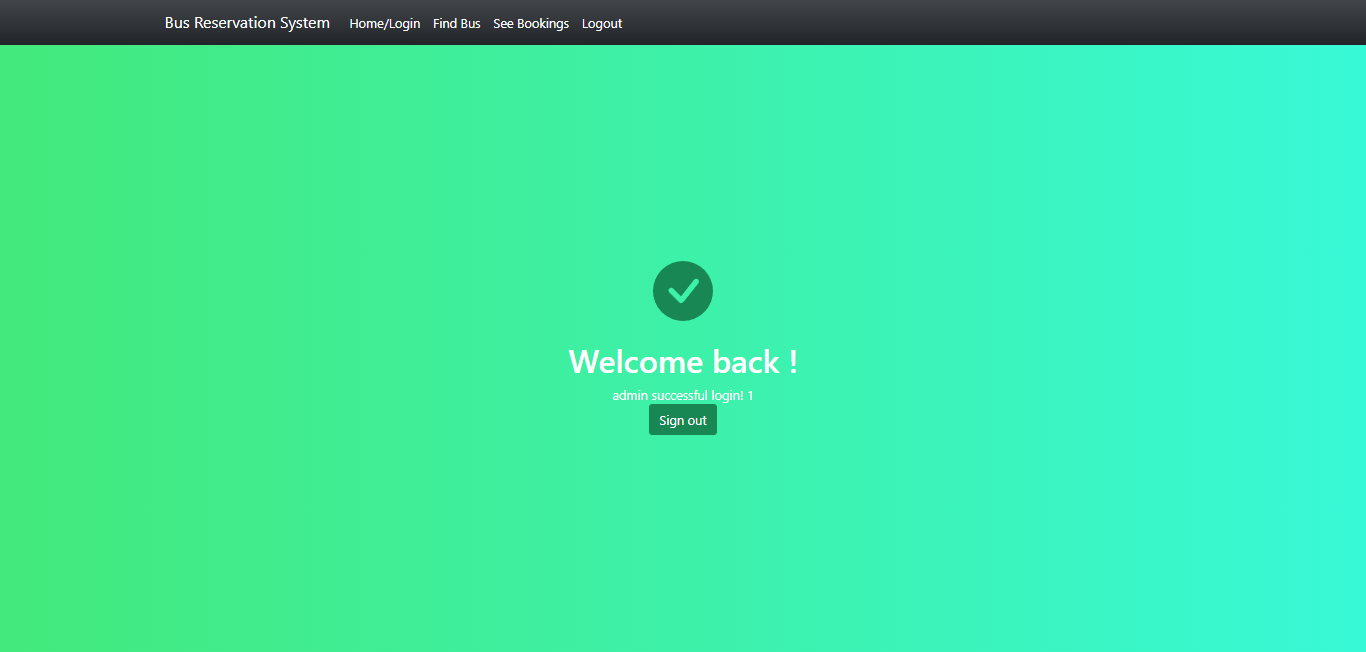 Bus Reservation System Home/Login Find Bus See Bookings Logout
Welcome back !
admin successful login! 1
Sign out